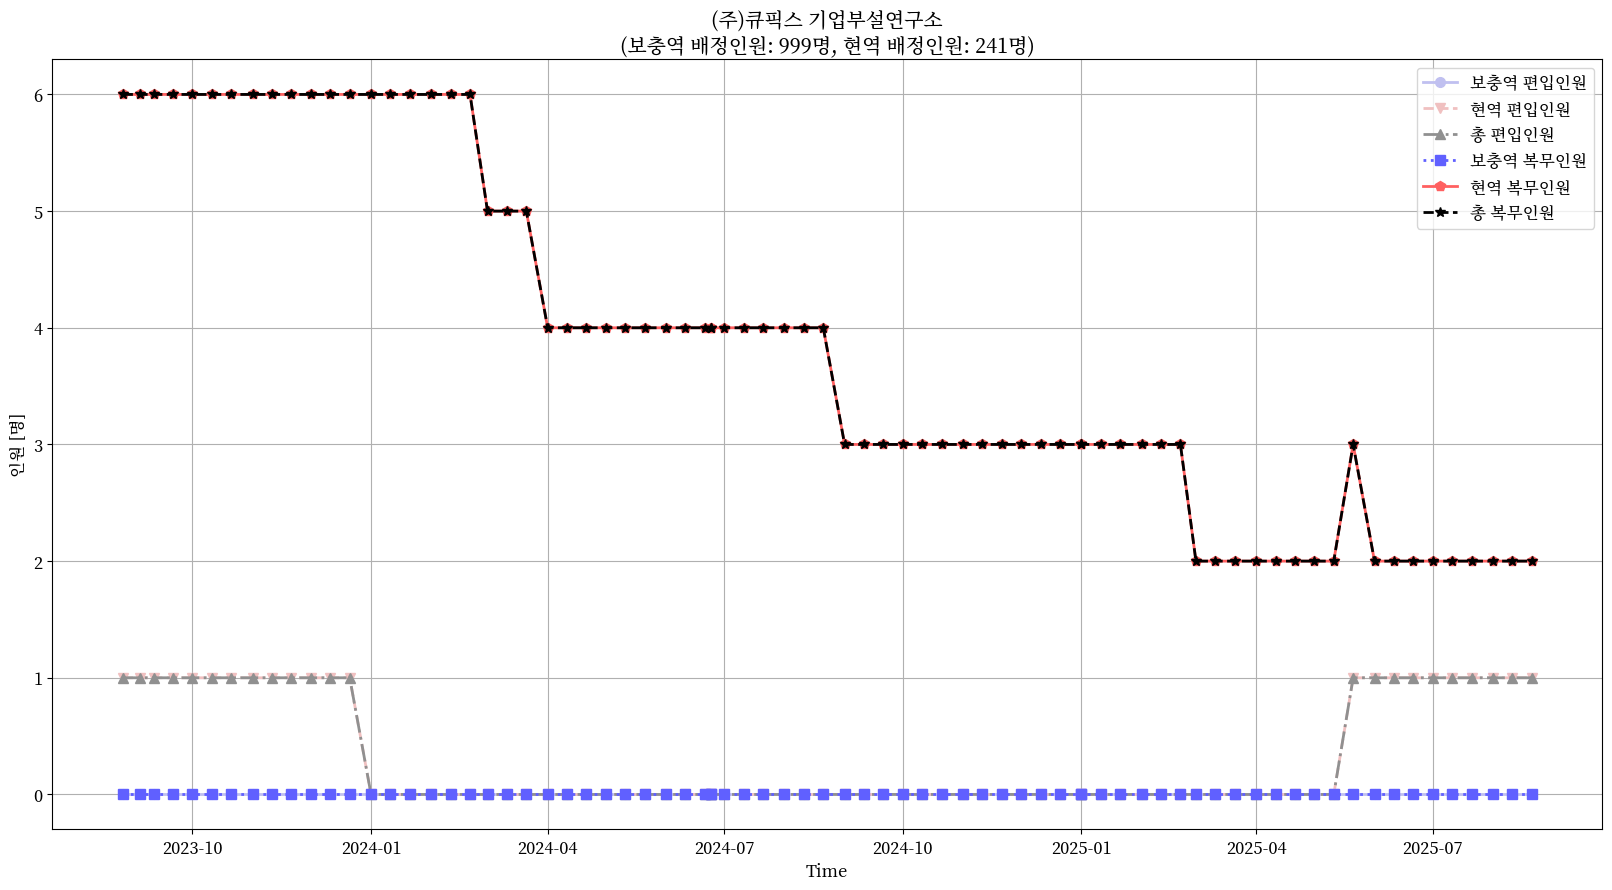 (주)큐픽스 기업부설연구소
(보충역 배정인원: 999명, 현역 배정인원: 241명)
보충역 편입인원
현역 편입인원
총 편입인원
보충역 복무인원
현역 복무인원
총 복무인원
인원 [명]
6
5
4
3
2
1
0
2023-10 2024-01 2024-04 2024-07 2024-10 2025-01 2025-04 2025-07
Time